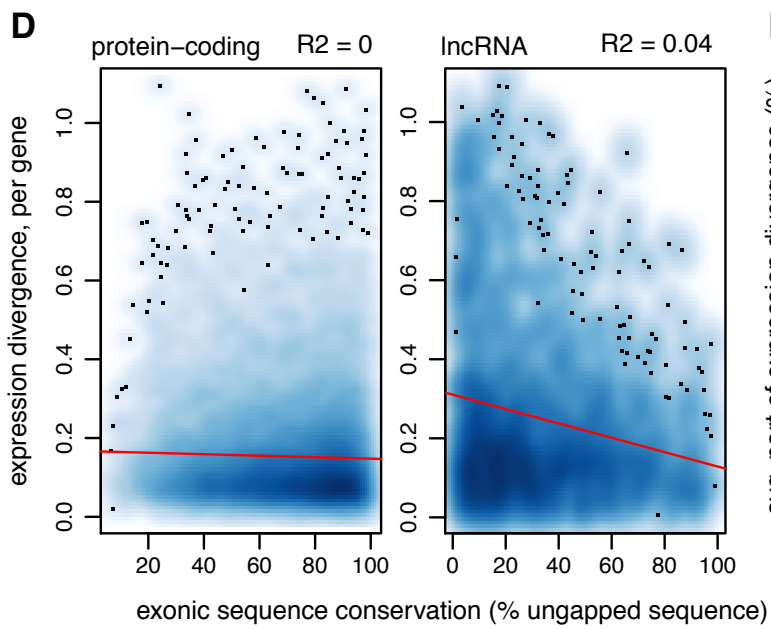 D
protein−coding R2 = 0
lncRNA R2 = 0.04
expression divergence, per gene
0.0 0.2 0.4 0.6 0.8 1.0
20 40 60 80 100
0.0 0.2 0.4 0.6 0.8 1.0
0 20 40 60 80 100
exonic sequence conservation (% ungapped sequence)